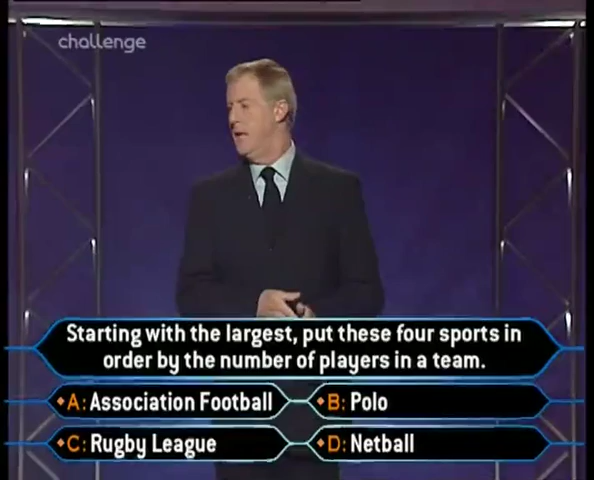 challenge
Starting with the largest, put these four sports in
order by the number of players in a team.
A: Association Football
B: Polo
C: Rugby League
D: Netball